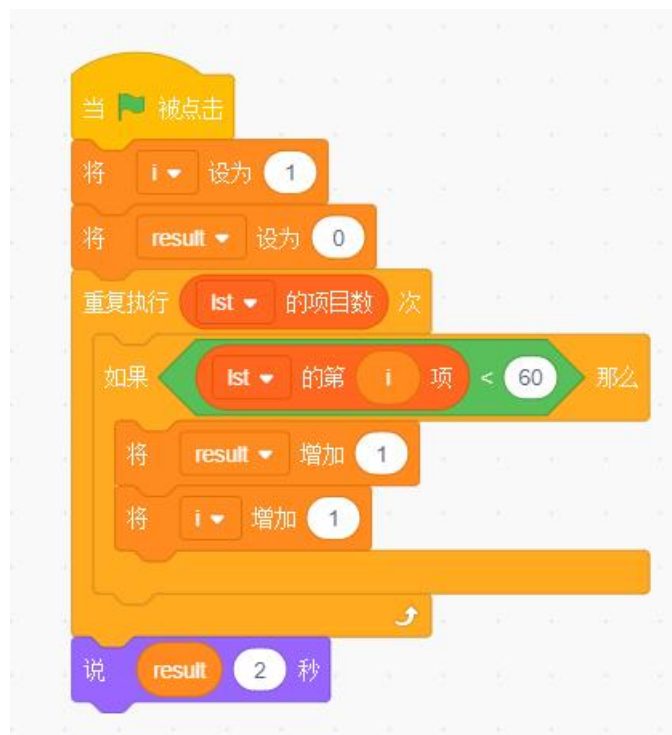 当 被点击
将 i 设为 1
将 result 设为 0
重复执行 lst 的项目数 次
如果 lst 的第 i 项 < 60 那么
将 result 增加 1
将 i 增加 1
说 result 2 秒